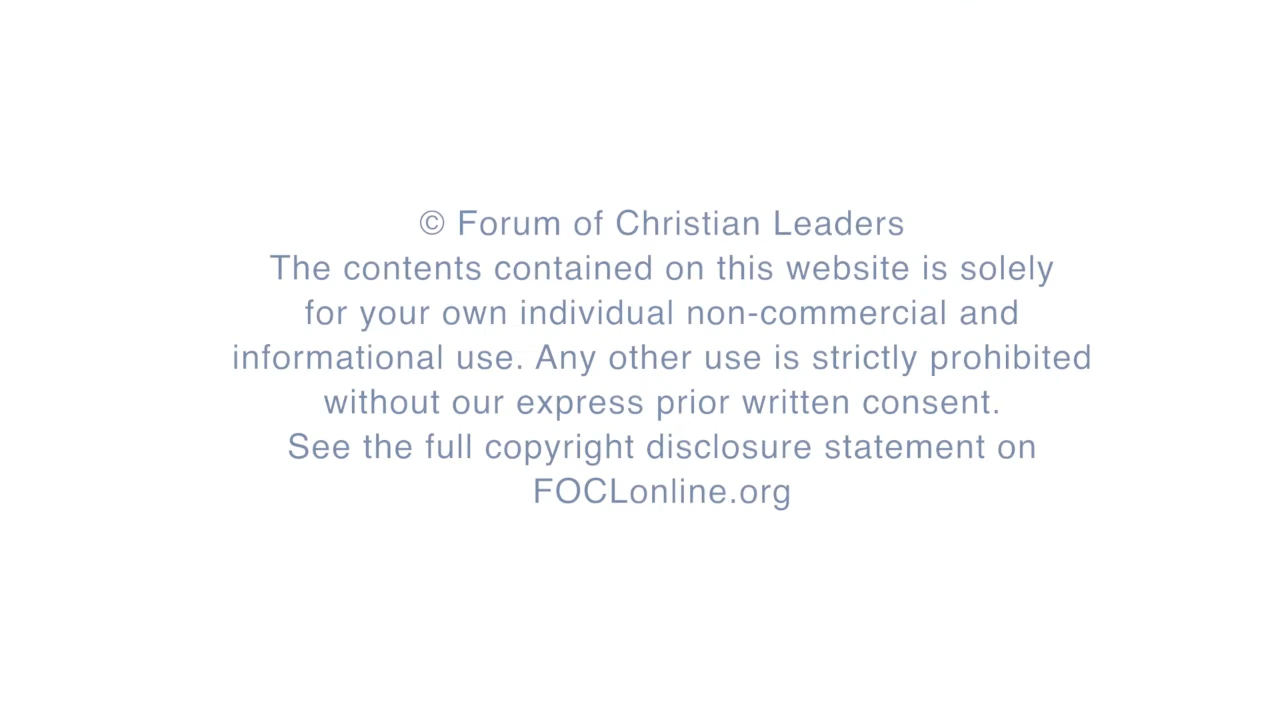 © Forum of Christian Leaders
The contents contained on this website is solely
for your own individual non-commercial and
informational use. Any other use is strictly prohibited
without our express prior written consent.
See the full copyright disclosure statement on
FOCLonline.org